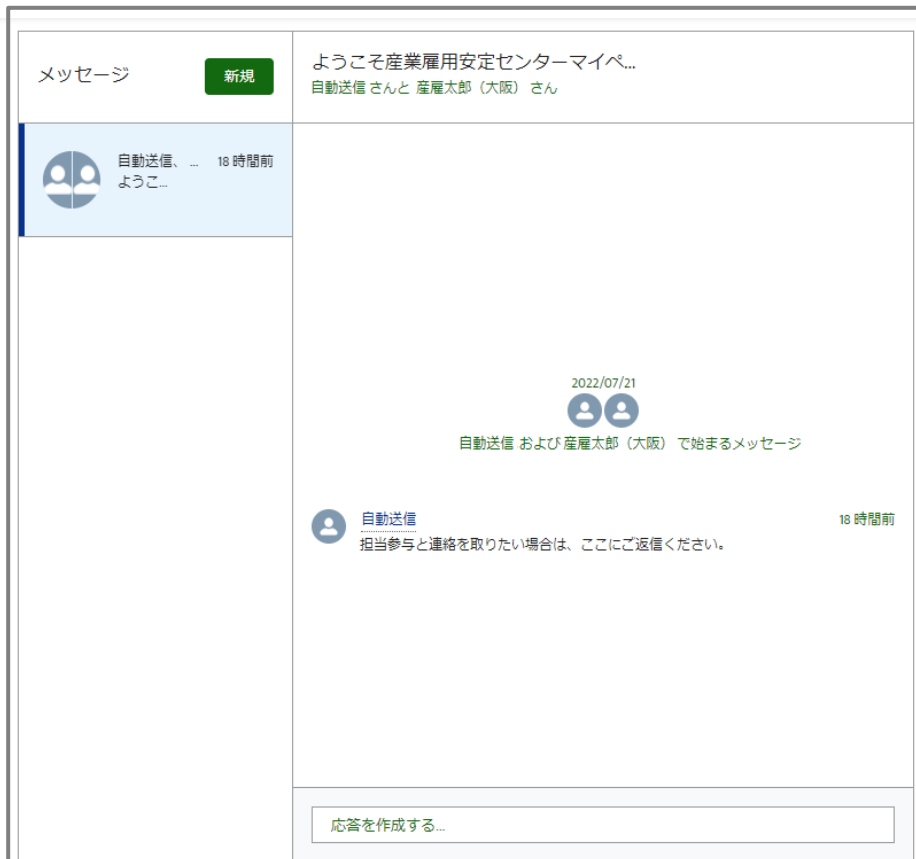 メッセージ
新規
ようこそ産業雇用安定センターマイペ...
自動送信 さんと 産雇太郎（大阪） さん
自動送信、 ... 18 時間前
ようこ...
2022/07/21
自動送信 および 産雇太郎（大阪） で始まるメッセージ
自動送信 18 時間前
担当参与と連絡を取りたい場合は、ここにご返信ください。
応答を作成する...